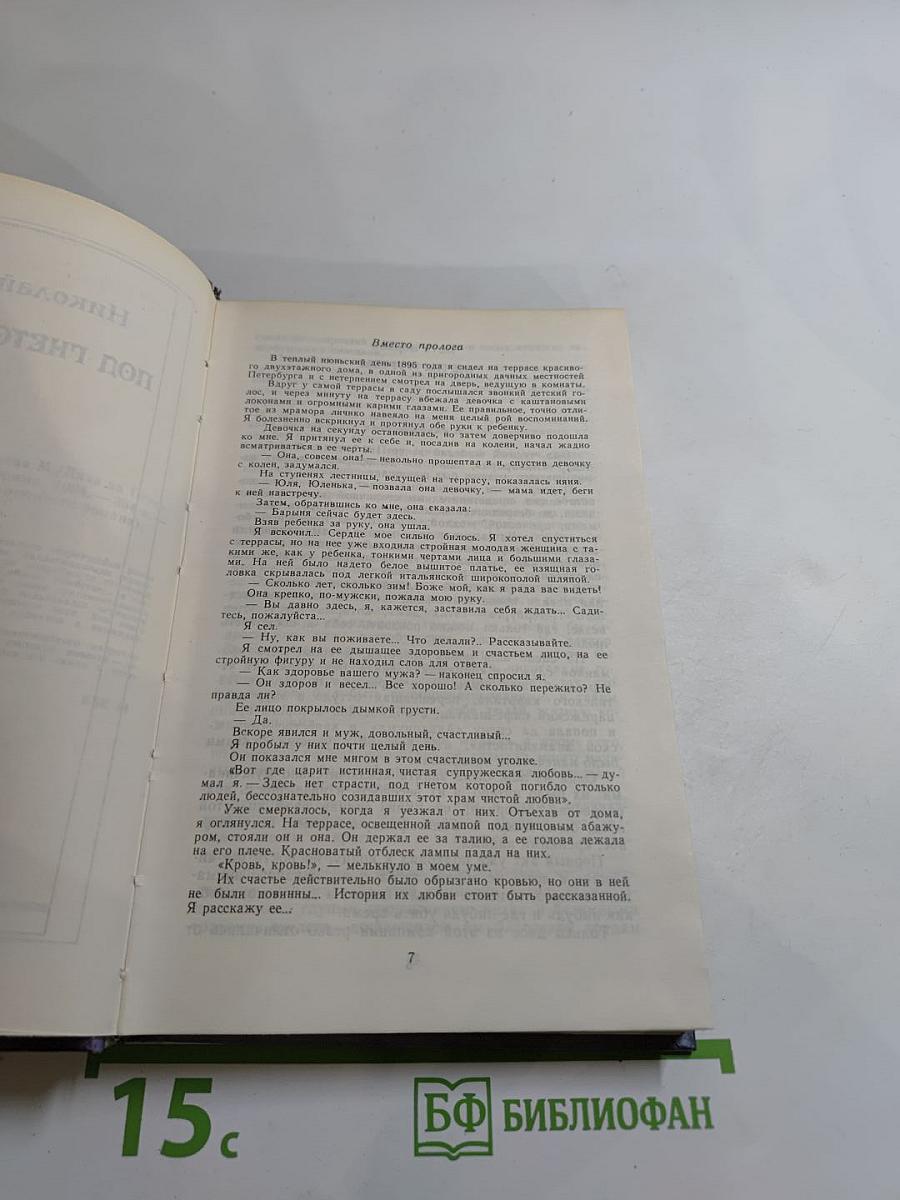 Вместо пролога
В теплый июньский день 1895 года я сидел на террасе красиво-
го двухэтажного дома, в одной из пригородных дачных местностей
Петербурга и с нетерпением смотрел на дверь, ведущую в комнаты.
Вдруг у самой террасы в саду послышался звонкий детский го-
лос, и через минуту на террасу вбежала девочка с каштановыми
локонами и огромными карими глазами. Ее правильное, точно отли-
тое из мрамора личико навеяло на меня целый рой воспоминаний.
Я болезненно вскрикнул и протянул обе руки к ребенку.
Девочка на секунду остановилась, но затем доверчиво подошла
ко мне. Я притянул ее к себе и, посадив на колени, начал жадно
всматриваться в ее черты.
— Она, совсем она! — невольно прошептал я и, спустив девочку
с колен, задумался.
На ступенях лестницы, ведущей на террасу, показалась няня.
— Юля, Юленька, — позвала она девочку, — мама идет, беги
к ней навстречу.
Затем, обратившись ко мне, она сказала:
— Барыня сейчас будет здесь.
Взяв ребенка за руку, она ушла.
Я вскочил... Сердце мое сильно билось. Я хотел спуститься
с террасы, но на нее уже входила стройная молодая женщина с та-
кими же, как у ребенка, тонкими чертами лица и большими глаза-
ми. На ней было надето белое вышитое платье, ее изящная го-
ловка скрывалась под легкой итальянской широкополой шляпой.
— Сколько лет, сколько зим! Боже мой, как я рада вас видеть!
Она крепко, по-мужски, пожала мою руку.
— Вы давно здесь, я, кажется, заставила себя ждать... Сади-
тесь, пожалуйста...
Я сел.
— Ну, как вы поживаете... Что делали?.. Рассказывайте.
Я смотрел на ее дышащее здоровьем и счастьем лицо, на ее
стройную фигуру и не находил слов для ответа.
— Как здоровье вашего мужа? — наконец спросил я.
— Он здоров и весел... Все хорошо! А сколько пережито? Не
правда ли?
Ее лицо покрылось дымкой грусти.
— Да.
Вскоре явился и муж, довольный, счастливый...
Я пробыл у них почти целый день.
Он показался мне мигом в этом счастливом уголке.
«Вот где царит истинная, чистая супружеская любовь... — ду-
мал я. — Здесь нет страсти, под гнетом которой погибло столько
людей, бессознательно созидавших этот храм чистой любви».
Уже смеркалось, когда я уезжал от них. Отъехав от дома,
я оглянулся. На террасе, освещенной лампой под пунцовым абажу-
ром, стояли он и она. Он держал ее за талию, а ее голова лежала
на его плече. Красноватый отблеск лампы падал на них.
«Кровь, кровь!», — мелькнуло в моем уме.
Их счастье действительно было обрызгано кровью, но они в ней
не были повинны... История их любви стоит быть рассказанной.
Я расскажу ее...
7
15 с
БФ БИБЛИОФАН